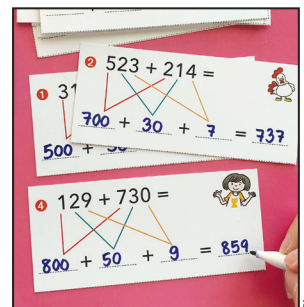 2 523 + 214 =
700 + 30 + 7 = 737
1 31
500 +
4 129 + 730 =
800 + 50 + 9 = 859